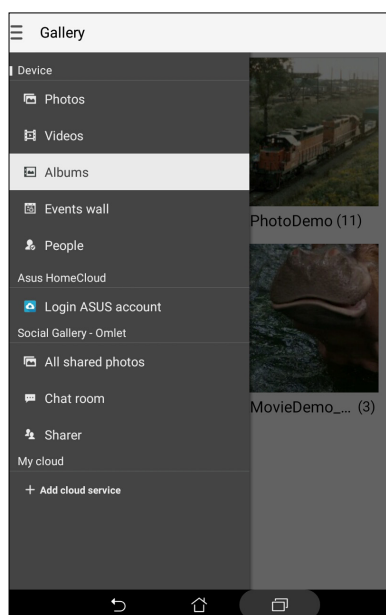 Gallery
Device
Photos
Videos
Albums
Events wall
People
Asus HomeCloud
Login ASUS account
Social Gallery - Omlet
All shared photos
Chat room
Sharer
My cloud
+ Add cloud service
PhotoDemo (11)
MovieDemo_... (3)